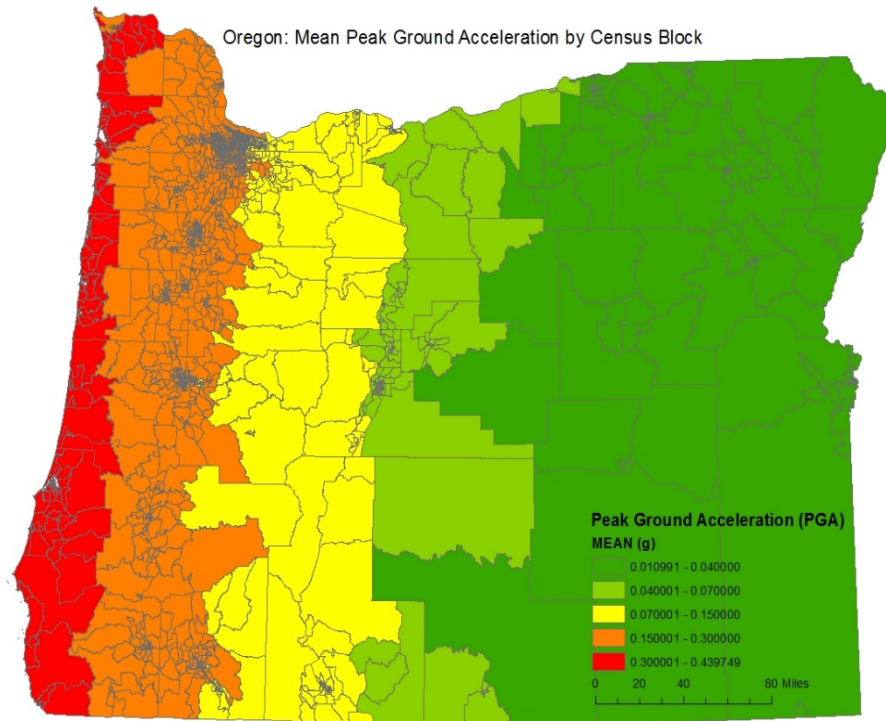 Oregon: Mean Peak Ground Acceleration by Census Block
Peak Ground Acceleration (PGA)
MEAN (g)
0.010991 - 0.040000
0.040001 - 0.070000
0.070001 - 0.150000
0.150001 - 0.300000
0.300001 - 0.439749
0 20 40 80 Miles